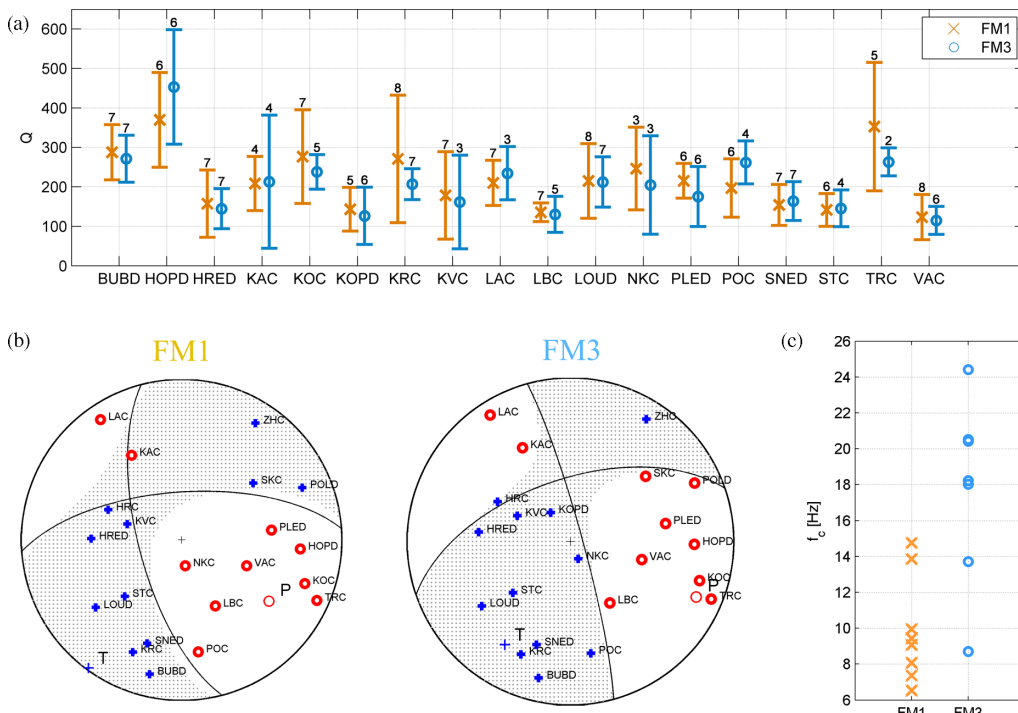 (a)
600
500
400
300
200
100
0
Q
7 7 6 6 7 7 4 4 7 5 5 6 8 7 7 3 7 3 7 5 8 7 3 3 6 6 6 4 7 7 6 4 5 2 8 6
FM1
FM3
BUBD HOPD HRED KAC KOC KOPD KRC KVC LAC LBC LOUD NKC PLED POC SNED STC TRC VAC
(b)
FM1
LAC
ZHC
KAC
SKC
POLD
HRC
KVC
HRED
PLED
HOPD
NKC
VAC
KOC
P
STC
LOUD
LBC
TRC
SNED
KRC
POC
T
BUBD
FM3
LAC
ZHC
KAC
SKC
POLD
HRC
KVC
KOPD
HRED
PLED
HOPD
NKC
VAC
KOC
P
STC
LOUD
LBC
TRC
T
SNED
KRC
POC
BUBD
(c)
26
24
22
20
18
16
14
12
10
8
6
f_c [Hz]
FM1 FM3